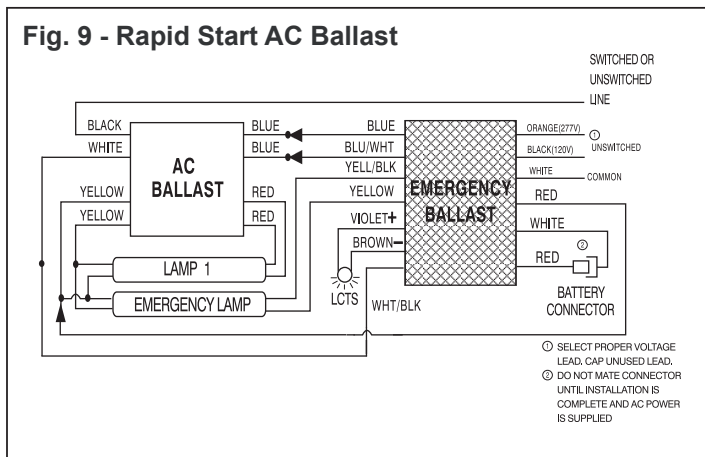 Fig. 9 - Rapid Start AC Ballast
SWITCHED OR
UNSWITCHED
LINE
BLACK
WHITE
AC
BALLAST
YELLOW
YELLOW
BLUE
BLUE
RED
RED
BLUE
BLU/WHT
YELL/BLK
YELLOW
VIOLET+
BROWN−
LCTS
WHT/BLK
EMERGENCY
BALLAST
ORANGE(277V)
①
UNSWITCHED
BLACK(120V)
WHITE
COMMON
RED
WHITE
②
RED
BATTERY
CONNECTOR
LAMP 1
EMERGENCY LAMP
① SELECT PROPER VOLTAGE
LEAD. CAP UNUSED LEAD.
② DO NOT MATE CONNECTOR
UNTIL INSTALLATION IS
COMPLETE AND AC POWER
IS SUPPLIED